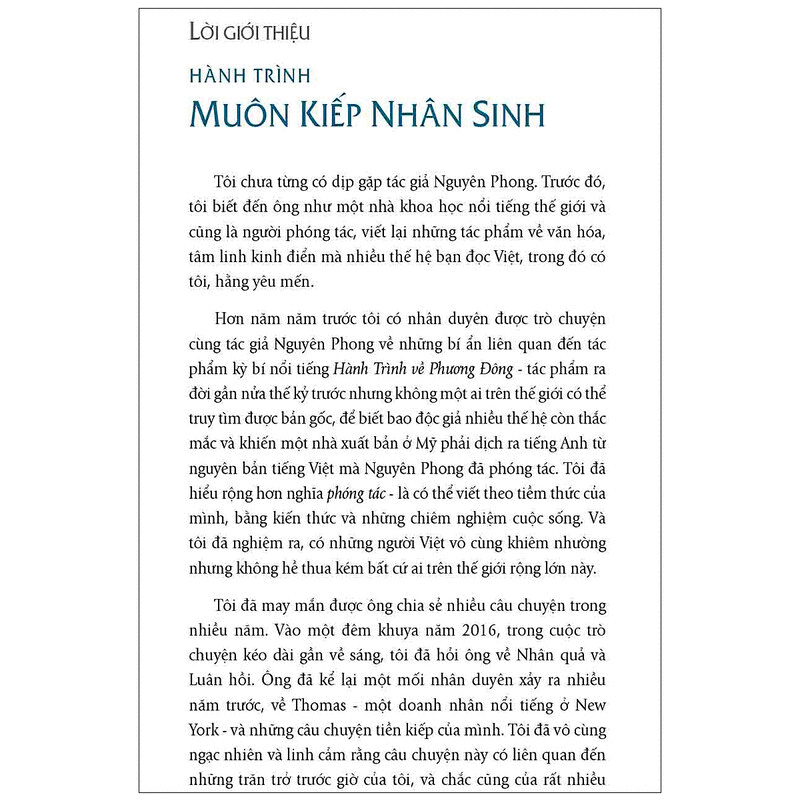 LỜI GIỚI THIỆU
HÀNH TRÌNH
MUÔN KIẾP NHÂN SINH
Tôi chưa từng có dịp gặp tác giả Nguyên Phong. Trước đó,
tôi biết đến ông như một nhà khoa học nổi tiếng thế giới và
cũng là người phóng tác, viết lại những tác phẩm về văn hóa,
tâm linh kinh điển mà nhiều thế hệ bạn đọc Việt, trong đó có
tôi, hằng yêu mến.
Hơn năm năm trước tôi có nhân duyên được trò chuyện
cùng tác giả Nguyên Phong về những bí ẩn liên quan đến tác
phẩm kỳ bí nổi tiếng Hành Trình về Phương Đông - tác phẩm ra
đời gần nửa thế kỷ trước nhưng không một ai trên thế giới có thể
truy tìm được bản gốc, để biết bao độc giả nhiều thế hệ còn thắc
mắc và khiến một nhà xuất bản ở Mỹ phải dịch ra tiếng Anh từ
nguyên bản tiếng Việt mà Nguyên Phong đã phóng tác. Tôi đã
hiểu rộng hơn nghĩa phóng tác - là có thể viết theo tiềm thức của
mình, bằng kiến thức và những chiêm nghiệm cuộc sống. Và
tôi đã nghiệm ra, có những người Việt vô cùng khiêm nhường
nhưng không hề thua kém bất cứ ai trên thế giới rộng lớn này.
Tôi đã may mắn được ông chia sẻ nhiều câu chuyện trong
nhiều năm. Vào một đêm khuya năm 2016, trong cuộc trò
chuyện kéo dài gần về sáng, tôi đã hỏi ông về Nhân quả và
Luân hồi. Ông đã kể lại một mối nhân duyên xảy ra nhiều
năm trước, về Thomas - một doanh nhân nổi tiếng ở New
York - và những câu chuyện tiền kiếp của mình. Tôi đã vô cùng
ngạc nhiên và linh cảm rằng câu chuyện này có liên quan đến
những trăn trở trước giờ của tôi, và chắc cũng của rất nhiều